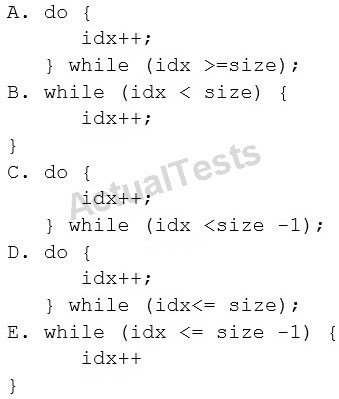 A. do {
idx++;
} while (idx >=size);
B. while (idx < size) {
idx++;
}
C. do {
idx++;
} while (idx <size -1);
D. do {
idx++;
} while (idx<= size);
E. while (idx <= size -1) {
idx++
}
ActualTests